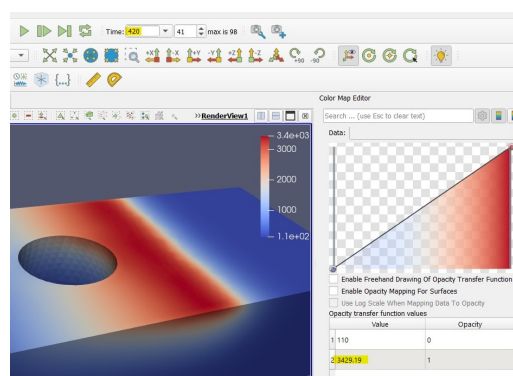 Time: 420 41 max is 98
+X -X +Y -Y +Z -Z +90 -90
{...}
Color Map Editor
RenderView1
Search ... (use Esc to clear text)
Data:
3.4e+03
3000
2000
1000
1.1e+02
Enable Freehand Drawing Of Opacity Transfer Function
Enable Opacity Mapping For Surfaces
Use Log Scale When Mapping Data To Opacity
Opacity transfer function values
Value Opacity
1 110 0
2 3429.19 1